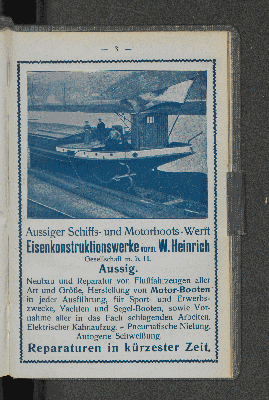 — 3 —
Aussiger Schiffs- und Motorboots-Werft
Eisenkonstruktionswerke vorm. W. Heinrich
Gesellschaft m. b. H.
Aussig.
Neubau und Reparatur von Flußfahrzeugen aller
Art und Größe, Herstellung von Motor-Booten
in jeder Ausführung, für Sport- und Erwerbs-
zwecke, Yachten und Segel-Booten, sowie Vor-
nahme aller in das Fach schlagenden Arbeiten.
Elektrischer Kahnaufzug. – Pneumatische Nietung.
Autogene Schweißung.
Reparaturen in kürzester Zeit.